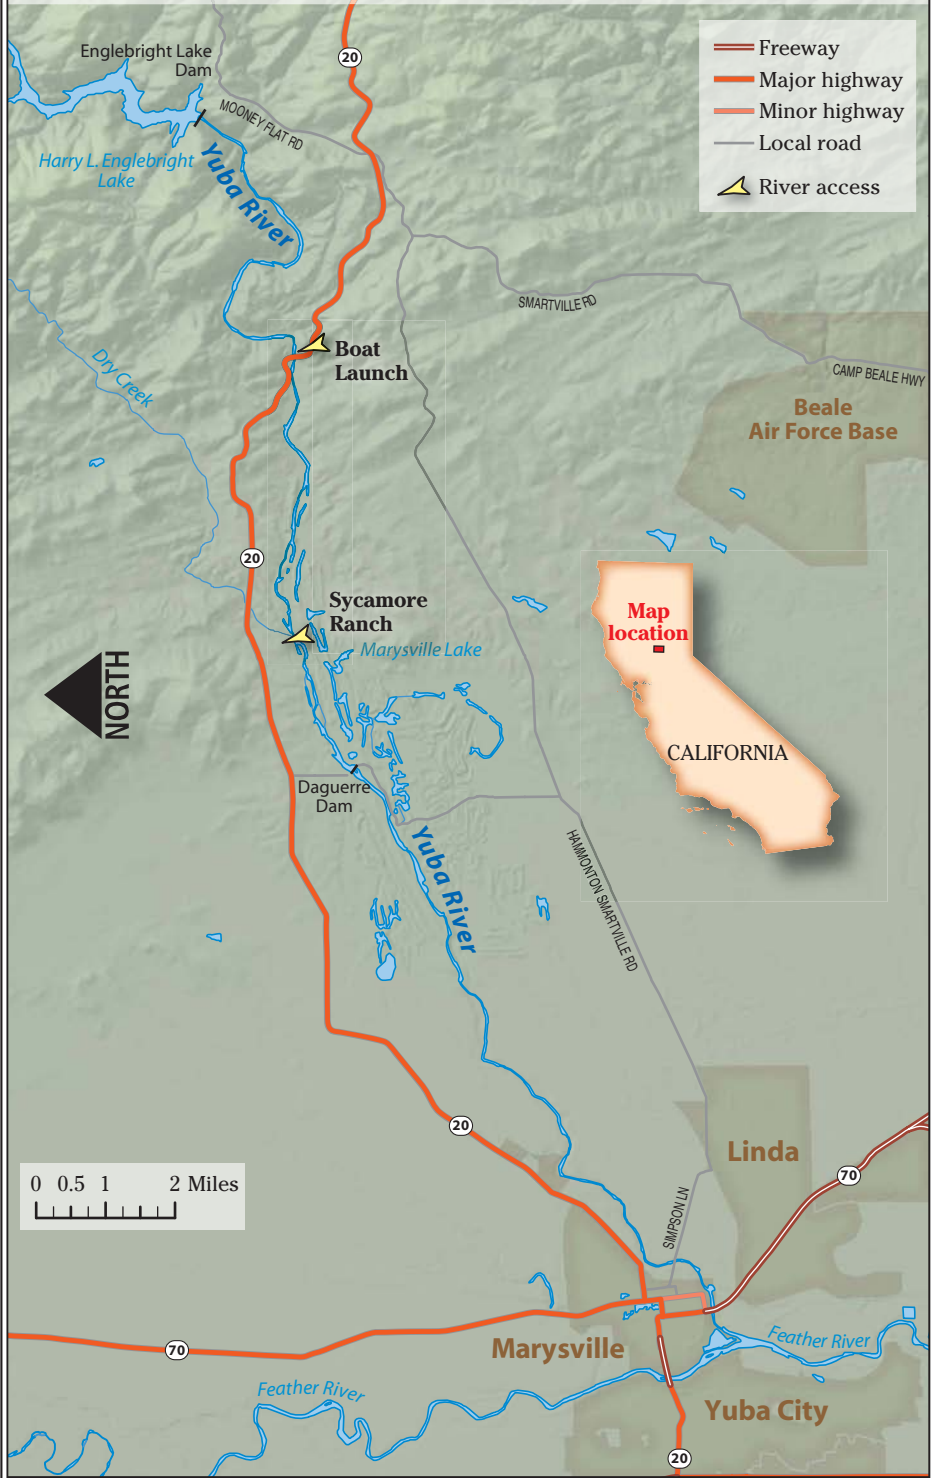 Englebright Lake
Dam
20
MOONEY FLAT RD
Harry L. Englebright
Lake
Yuba River
Freeway
Major highway
Minor highway
Local road
River access
SMARTVILLE RD
Boat
Launch
Dry Creek
CAMP BEALE HWY
Beale
Air Force Base
20
Sycamore
Ranch
Marysville Lake
Map
location
CALIFORNIA
NORTH
Daguerre
Dam
Yuba River
HAMMONTON SMARTVILLE RD
20
Linda
70
0 0.5 1 2 Miles
SIMPSON LN
70
Marysville
Feather River
Feather River
Yuba City
20